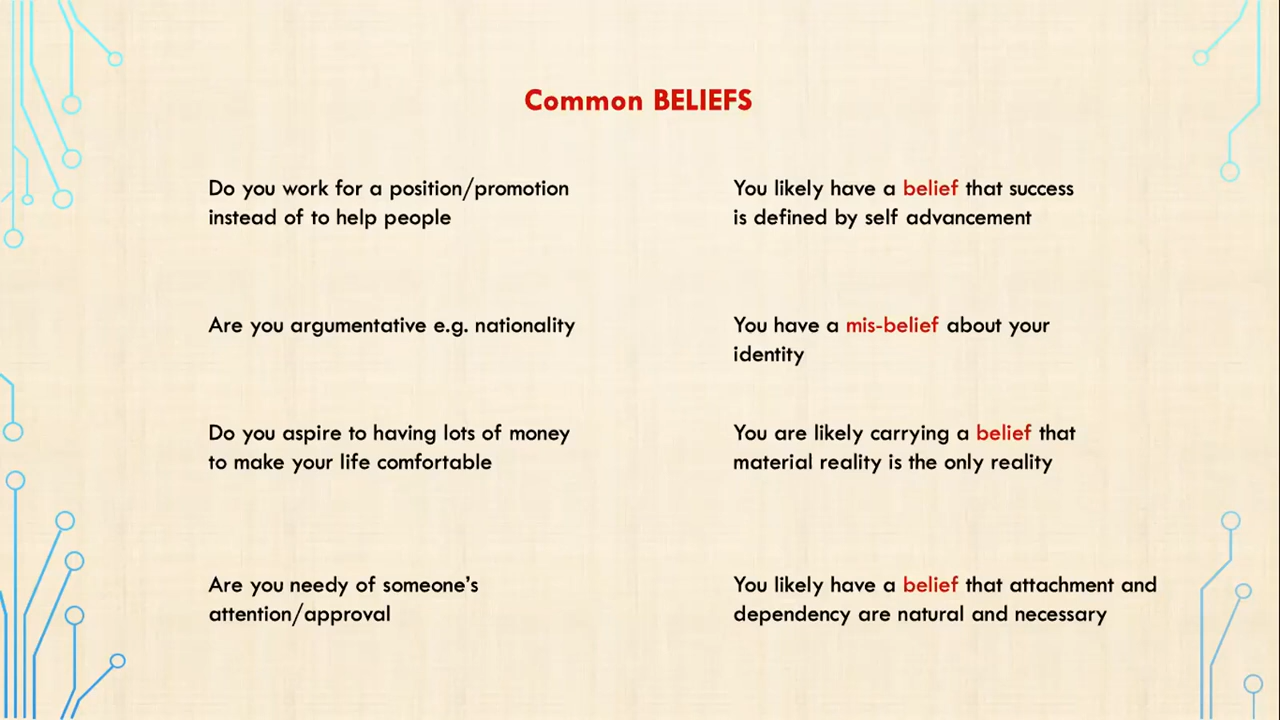 Common BELIEFS
Do you work for a position/promotion
instead of to help people
You likely have a belief that success
is defined by self advancement
Are you argumentative e.g. nationality
You have a mis-belief about your
identity
Do you aspire to having lots of money
to make your life comfortable
You are likely carrying a belief that
material reality is the only reality
Are you needy of someone’s
attention/approval
You likely have a belief that attachment and
dependency are natural and necessary